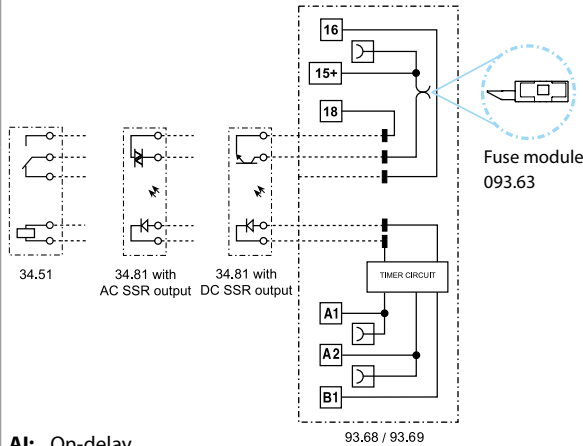 16
15+
18
Fuse module
093.63
34.51
34.81 with
AC SSR output
34.81 with
DC SSR output
TIMER CIRCUIT
A1
A2
B1
93.68 / 93.69
AI: On-delay